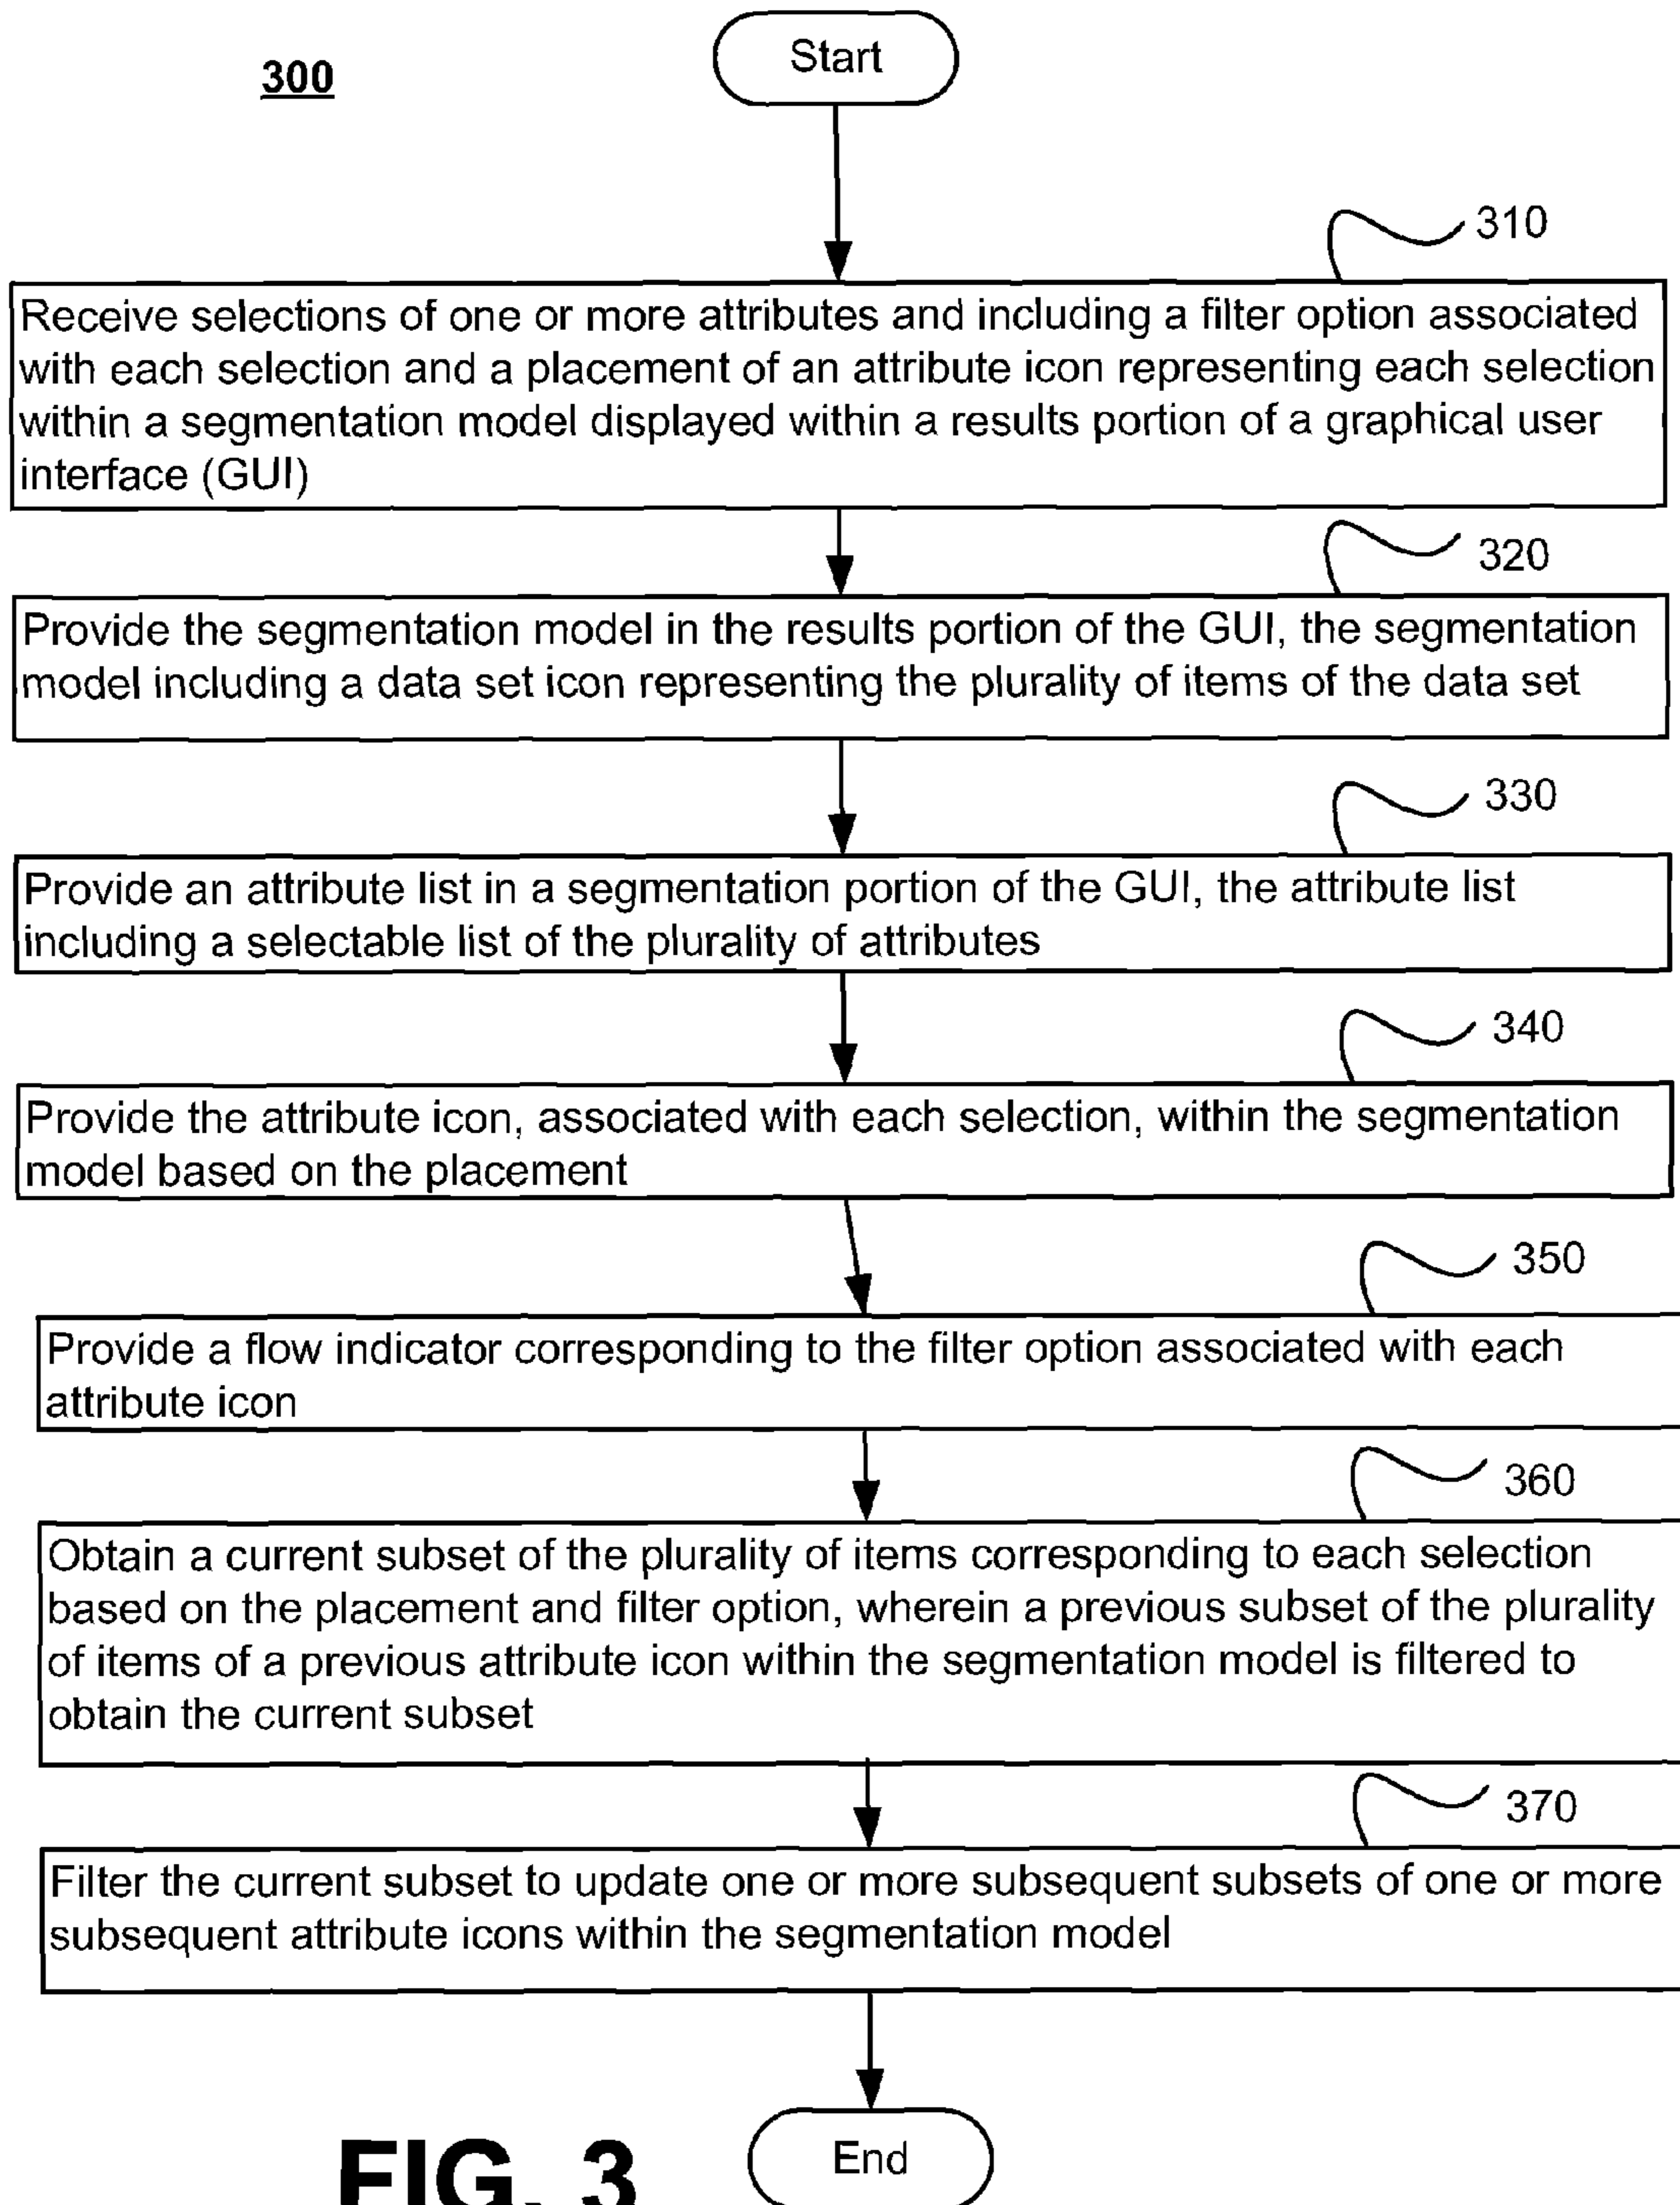 Start
300
310
Receive selections of one or more attributes and including a filter option associated
with each selection and a placement of an attribute icon representing each selection
within a segmentation model displayed within a results portion of a graphical user
interface (GUI)
320
Provide the segmentation model in the results portion of the GUI, the segmentation
model including a data set icon representing the plurality of items of the data set
330
Provide an attribute list in a segmentation portion of the GUI, the attribute list
including a selectable list of the plurality of attributes
340
Provide the attribute icon, associated with each selection, within the segmentation
model based on the placement
350
Provide a flow indicator corresponding to the filter option associated with each
attribute icon
360
Obtain a current subset of the plurality of items corresponding to each selection
based on the placement and filter option, wherein a previous subset of the plurality
of items of a previous attribute icon within the segmentation model is filtered to
obtain the current subset
370
Filter the current subset to update one or more subsequent subsets of one or more
subsequent attribute icons within the segmentation model
End
FIG. 3